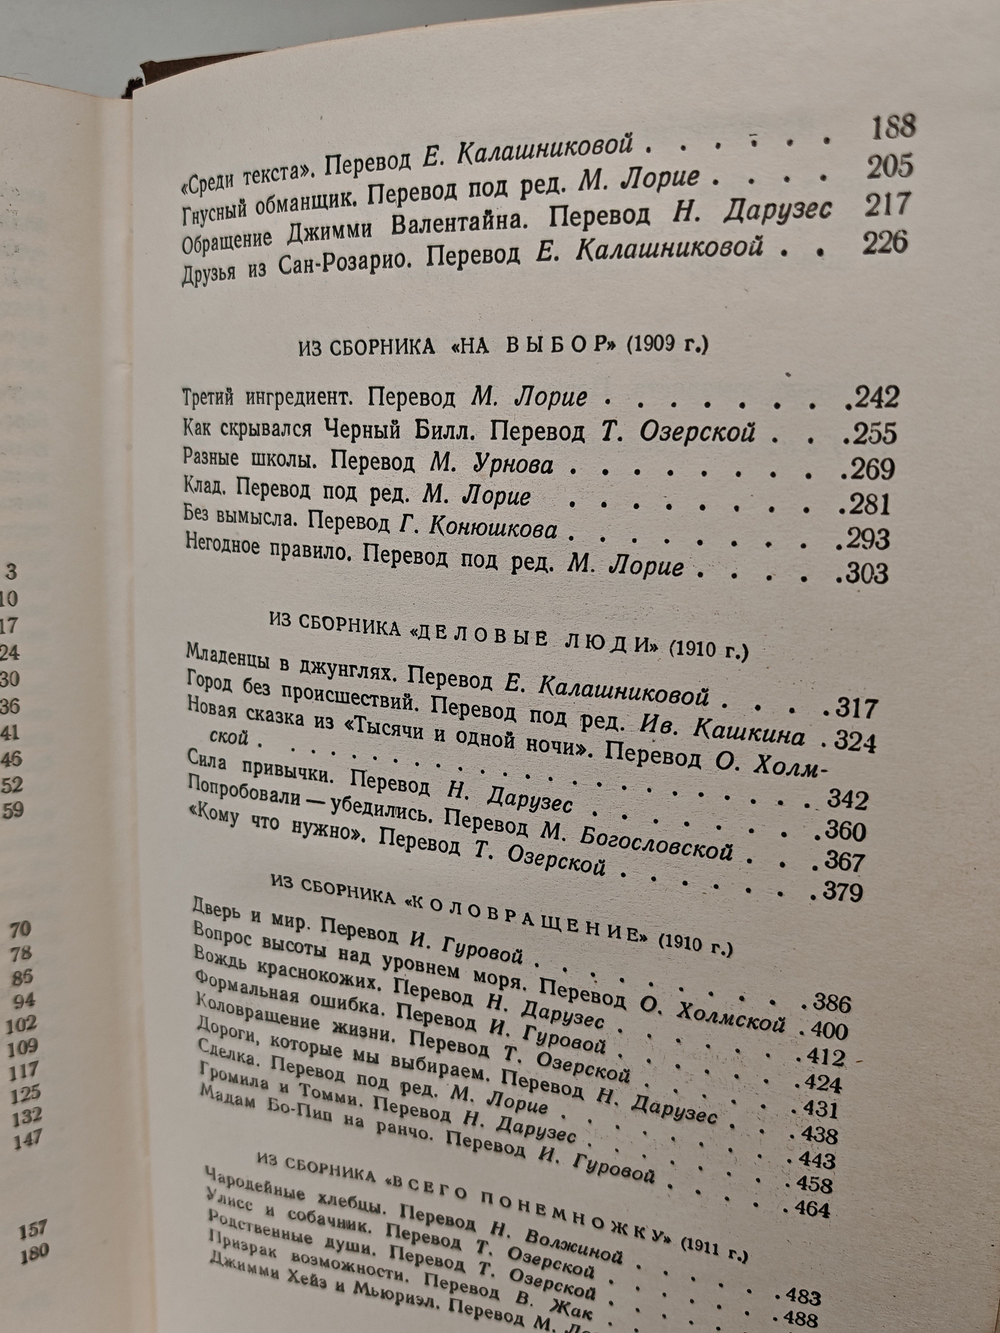 3
10
17
24
30
36
41
46
52
59
70
78
85
94
102
109
117
125
132
147
157
180
«Среди текста». Перевод Е. Калашниковой . . . . . . 188
Гнусный обманщик. Перевод под ред. М. Лорие . . . . 205
Обращение Джимми Валентайна. Перевод Н. Дарузес 217
Друзья из Сан-Розарио. Перевод Е. Калашниковой . . 226
ИЗ СБОРНИКА «НА ВЫБОР» (1909 г.)
Третий ингредиент. Перевод М. Лорие . . . . . . . . 242
Как скрывался Черный Билл. Перевод Т. Озерской . . . 255
Разные школы. Перевод М. Урнова . . . . . . . . . 269
Клад. Перевод под ред. М. Лорие . . . . . . . . . 281
Без вымысла. Перевод Г. Конюшкова . . . . . . . . . 293
Негодное правило. Перевод под ред. М. Лорие . . . . . 303
ИЗ СБОРНИКА «ДЕЛОВЫЕ ЛЮДИ» (1910 г.)
Младенцы в джунглях. Перевод Е. Калашниковой . . . . 317
Город без происшествий. Перевод под ред. Ив. Кашкина . 324
Новая сказка из «Тысячи и одной ночи». Перевод О. Холм-
ской . . . . . . . . . . . . . . . . . . . 342
Сила привычки. Перевод Н. Дарузес . . . . . . . . 360
Попробовали — убедились. Перевод М. Богословской . . . 367
«Кому что нужно». Перевод Т. Озерской . . . . . . . 379
ИЗ СБОРНИКА «КОЛОВРАЩЕНИЕ» (1910 г.)
Дверь и мир. Перевод И. Гуровой . . . . . . . . . . 386
Вопрос высоты над уровнем моря. Перевод О. Холмской . 400
Вождь краснокожих. Перевод Н. Дарузес . . . . . . . 412
Формальная ошибка. Перевод И. Гуровой . . . . . . . 424
Коловращение жизни. Перевод Т. Озерской . . . . . . 431
Дороги, которые мы выбираем. Перевод Н. Дарузес . . . 438
Сделка. Перевод под ред. М. Лорие . . . . . . . . 443
Громила и Томми. Перевод Н. Дарузес . . . . . . . 458
Мадам Бо-Пип на ранчо. Перевод И. Гуровой . . . . . 464
ИЗ СБОРНИКА «ВСЕГО ПОНЕМНОЖКУ» (1911 г.)
Чародейные хлебцы. Перевод Н. Волжиной . . . . . . 483
Улисс и собачник. Перевод Т. Озерской . . . . . . . 488
Родственные души. Перевод Т. Озерской
Призрак возможности. Перевод В. Жак
Джимми Хейз и Мьюриэл. Перевод М.